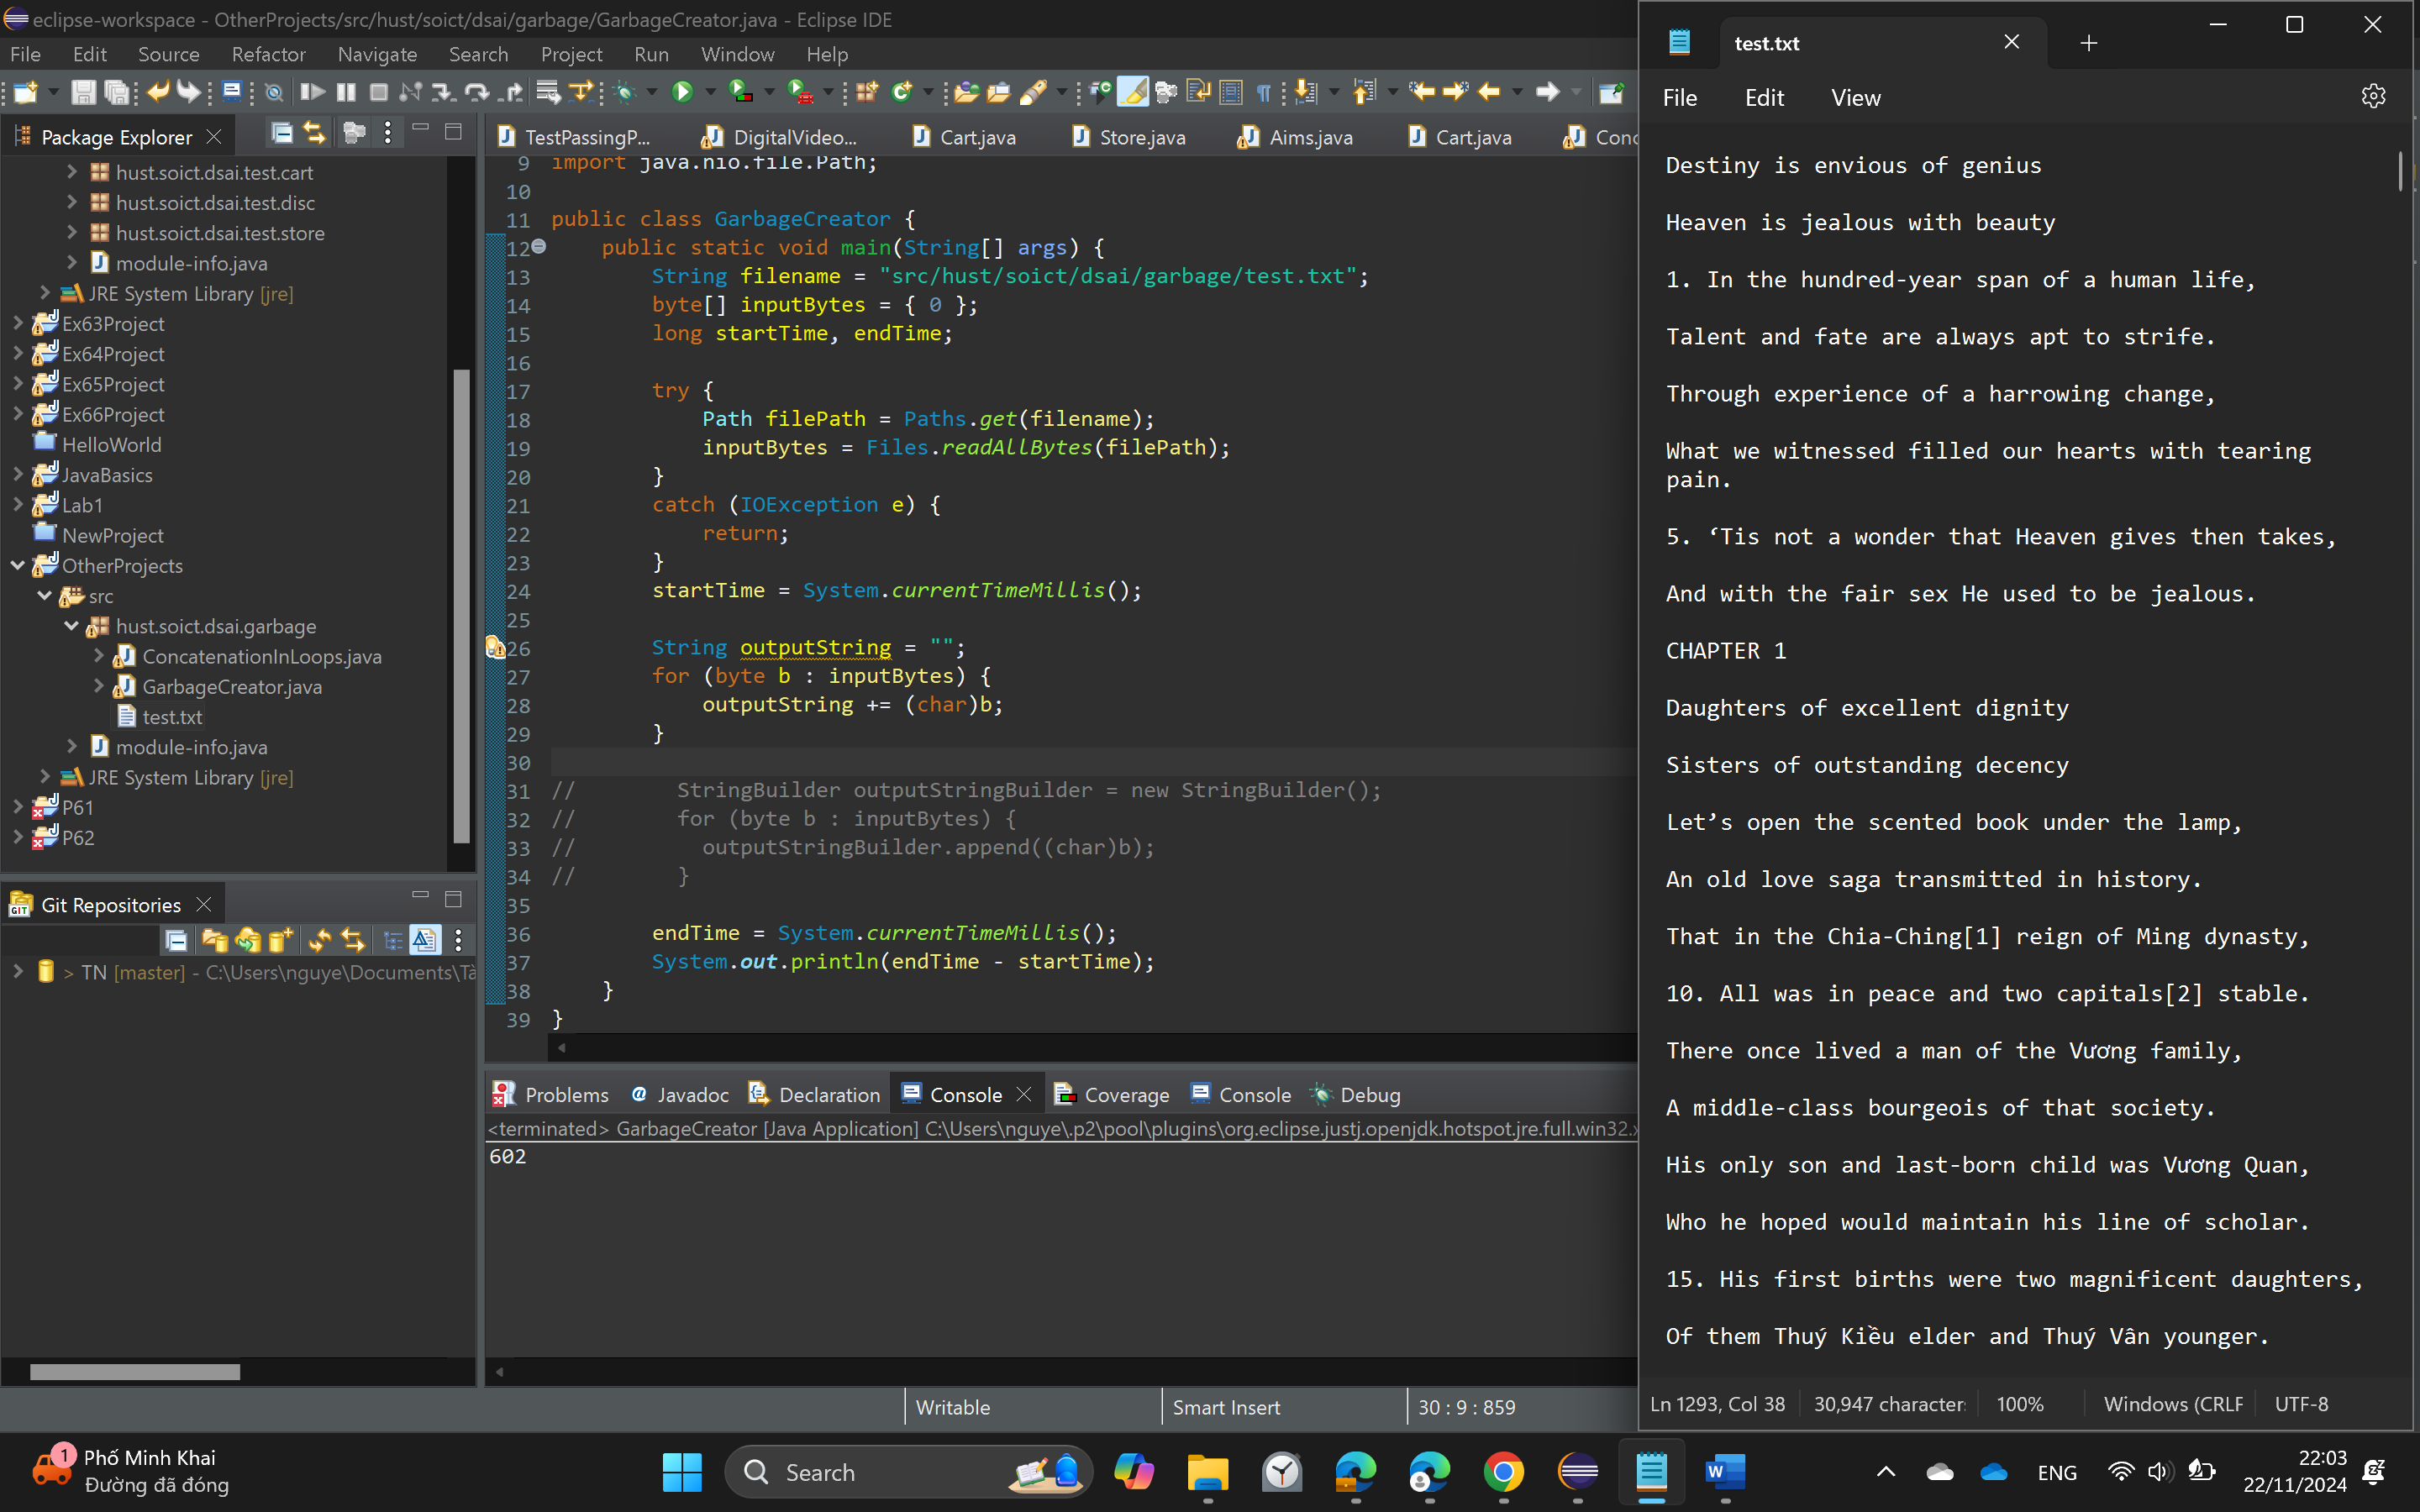 eclipse-workspace - OtherProjects/src/hust/soict/dsai/garbage/GarbageCreator.java - Eclipse IDE
File Edit Source Refactor Navigate Search Project Run Window Help
Package Explorer
hust.soict.dsai.test.cart
hust.soict.dsai.test.disc
hust.soict.dsai.test.store
module-info.java
JRE System Library [jre]
Ex63Project
Ex64Project
Ex65Project
Ex66Project
HelloWorld
JavaBasics
Lab1
NewProject
OtherProjects
src
hust.soict.dsai.garbage
ConcatenationInLoops.java
GarbageCreator.java
test.txt
module-info.java
JRE System Library [jre]
P61
P62
Git Repositories
> TN [master] - C:\Users\nguye\Documents\Tà
TestPassingP... DigitalVideo... Cart.java Store.java Aims.java Cart.java Conc
9 import java.nio.file.Path;
10
11 public class GarbageCreator {
12 public static void main(String[] args) {
13 String filename = "src/hust/soict/dsai/garbage/test.txt";
14 byte[] inputBytes = { 0 };
15 long startTime, endTime;
16
17 try {
18 Path filePath = Paths.get(filename);
19 inputBytes = Files.readAllBytes(filePath);
20 }
21 catch (IOException e) {
22 return;
23 }
24 startTime = System.currentTimeMillis();
25
26 String outputString = "";
27 for (byte b : inputBytes) {
28 outputString += (char)b;
29 }
30
31 // StringBuilder outputStringBuilder = new StringBuilder();
32 // for (byte b : inputBytes) {
33 // outputStringBuilder.append((char)b);
34 // }
35
36 endTime = System.currentTimeMillis();
37 System.out.println(endTime - startTime);
38 }
39 }
Problems Javadoc Declaration Console Coverage Console Debug
<terminated> GarbageCreator [Java Application] C:\Users\nguye\.p2\pool\plugins\org.eclipse.justj.openjdk.hotspot.jre.full.win32.x
602
Writable Smart Insert 30 : 9 : 859
test.txt
File Edit View
Destiny is envious of genius
Heaven is jealous with beauty
1. In the hundred-year span of a human life,
Talent and fate are always apt to strife.
Through experience of a harrowing change,
What we witnessed filled our hearts with tearing
pain.
5. ‘Tis not a wonder that Heaven gives then takes,
And with the fair sex He used to be jealous.
CHAPTER 1
Daughters of excellent dignity
Sisters of outstanding decency
Let’s open the scented book under the lamp,
An old love saga transmitted in history.
That in the Chia-Ching[1] reign of Ming dynasty,
10. All was in peace and two capitals[2] stable.
There once lived a man of the Vương family,
A middle-class bourgeois of that society.
His only son and last-born child was Vương Quan,
Who he hoped would maintain his line of scholar.
15. His first births were two magnificent daughters,
Of them Thuý Kiều elder and Thuý Vân younger.
Ln 1293, Col 38 30,947 character 100% Windows (CRLF UTF-8
1 Phố Minh Khai
Đường đã đóng
Search
ENG
22:03
22/11/2024